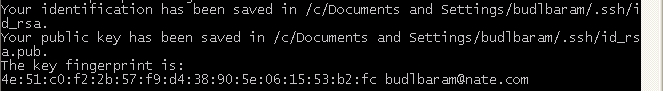 Your identification has been saved in /c/Documents and Settings/budlbaram/.ssh/i
d_rsa.
Your public key has been saved in /c/Documents and Settings/budlbaram/.ssh/id_rs
a.pub.
The key fingerprint is:
4e:51:c0:f2:2b:57:f9:d4:38:90:5e:06:15:53:b2:fc budlbaram@nate.com